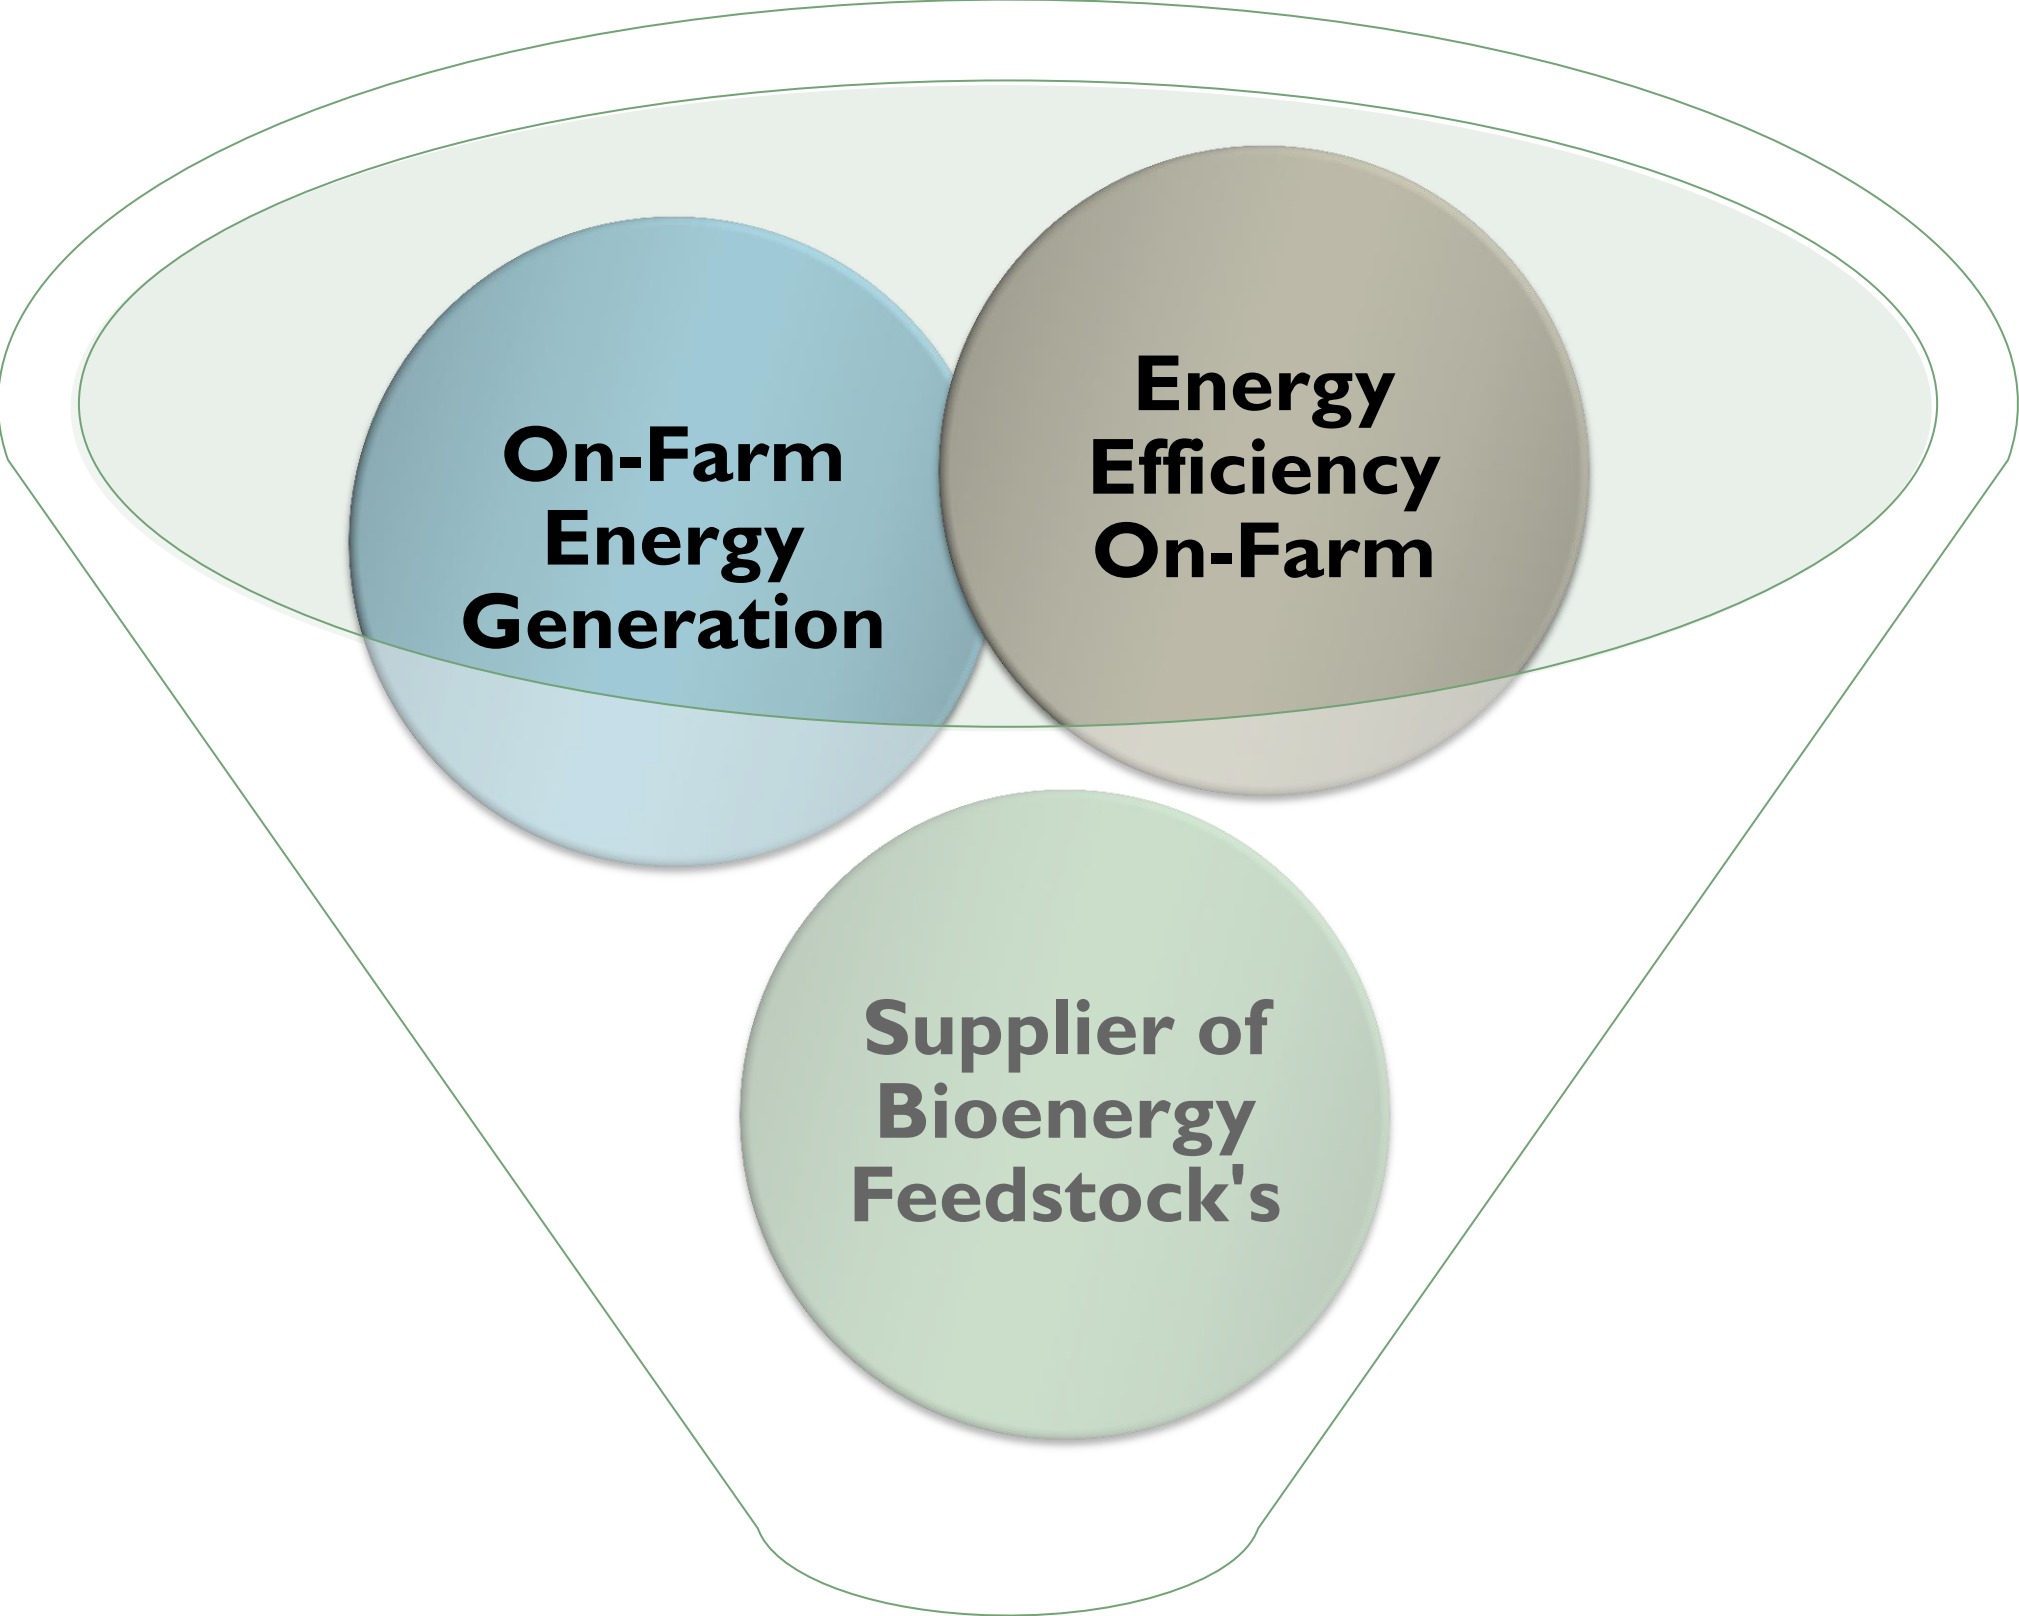 On-Farm
Energy
Generation
Energy
Efficiency
On-Farm
Supplier of
Bioenergy
Feedstock's